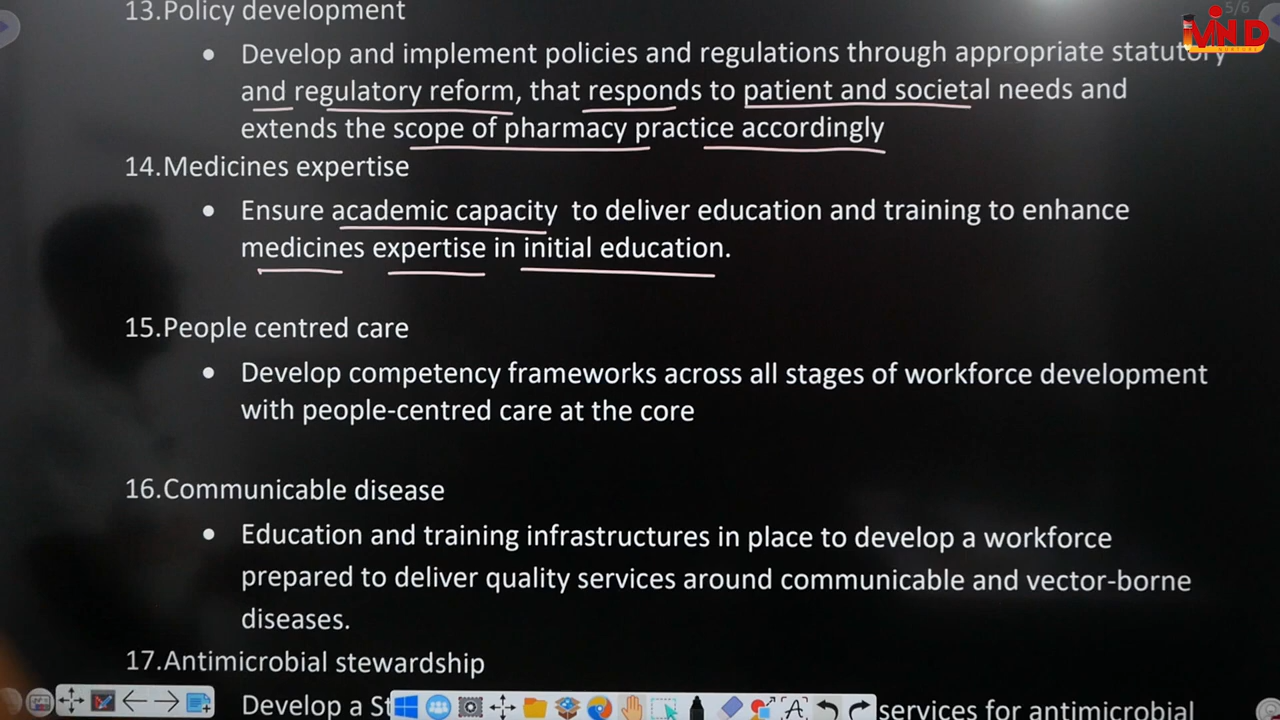 5/6
13.Policy development
• Develop and implement policies and regulations through appropriate statutory
and regulatory reform, that responds to patient and societal needs and
extends the scope of pharmacy practice accordingly
14.Medicines expertise
• Ensure academic capacity to deliver education and training to enhance
medicines expertise in initial education.
15.People centred care
• Develop competency frameworks across all stages of workforce development
with people-centred care at the core
16.Communicable disease
• Education and training infrastructures in place to develop a workforce
prepared to deliver quality services around communicable and vector-borne
diseases.
17.Antimicrobial stewardship
Develop a St
services for antimicrobial